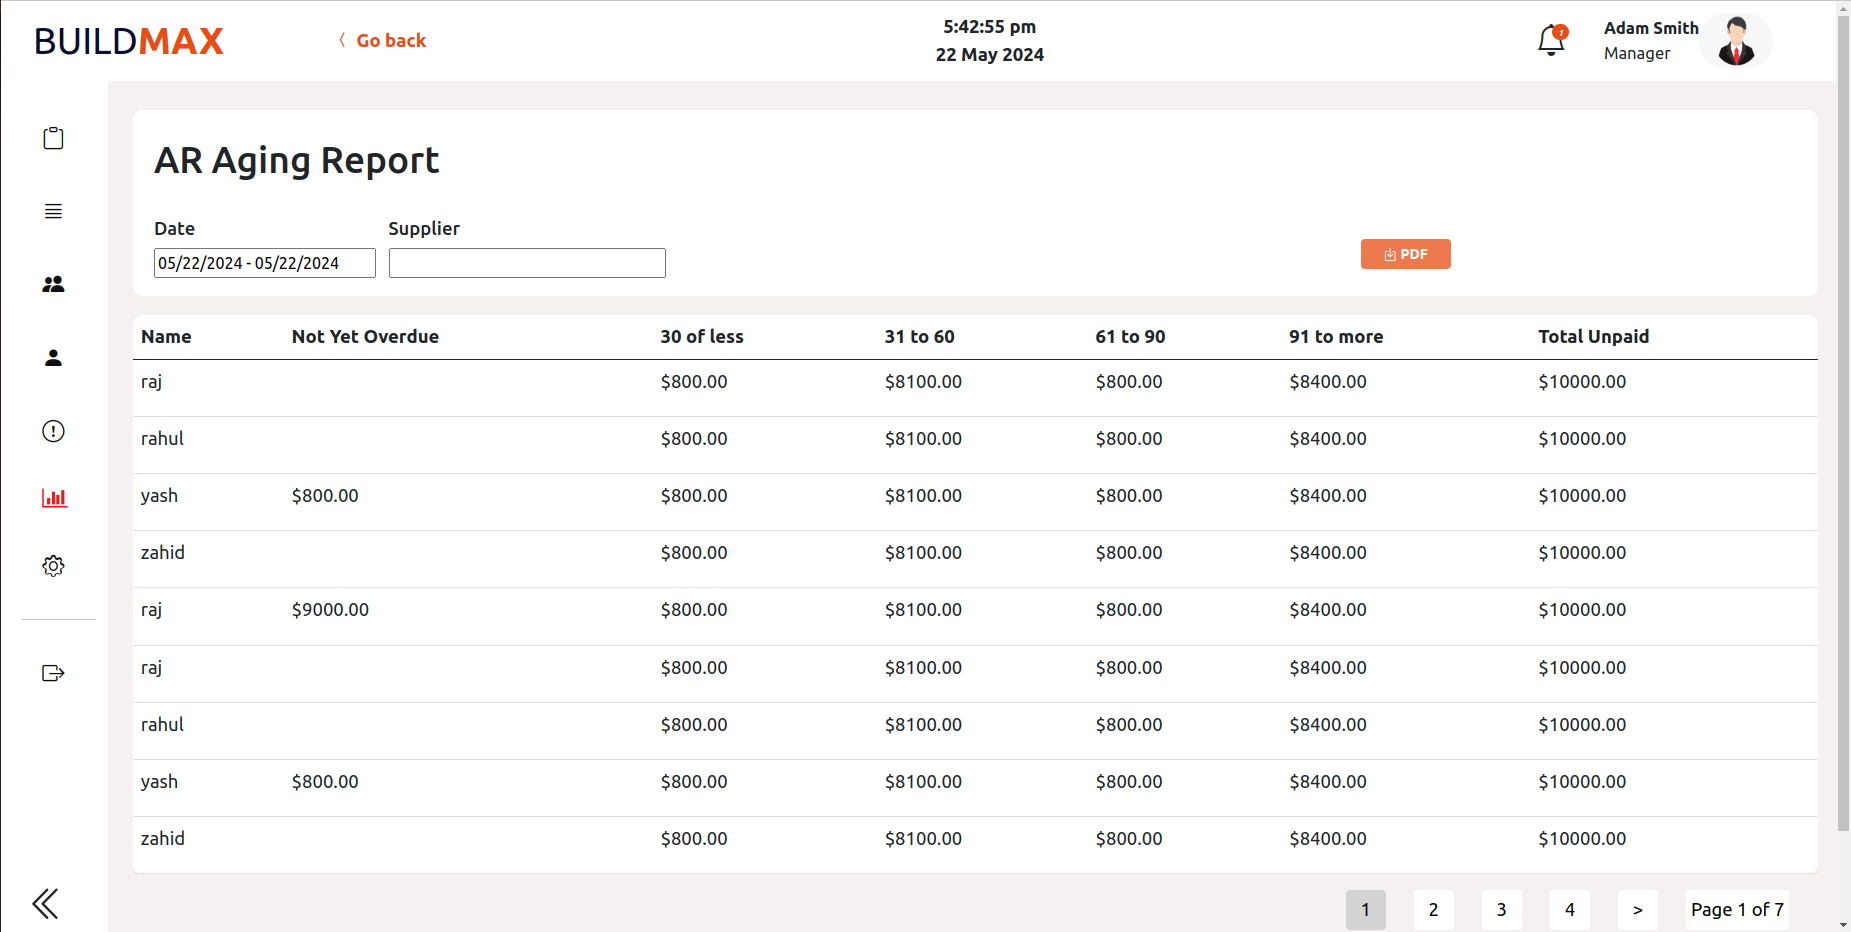 BUILDMAX
Go back
5:42:55 pm
22 May 2024
1
Adam Smith
Manager
AR Aging Report
Date Supplier
05/22/2024 - 05/22/2024
PDF
Name Not Yet Overdue 30 of less 31 to 60 61 to 90 91 to more Total Unpaid
raj $800.00 $8100.00 $800.00 $8400.00 $10000.00
rahul $800.00 $8100.00 $800.00 $8400.00 $10000.00
yash $800.00 $800.00 $8100.00 $800.00 $8400.00 $10000.00
zahid $800.00 $8100.00 $800.00 $8400.00 $10000.00
raj $9000.00 $800.00 $8100.00 $800.00 $8400.00 $10000.00
raj $800.00 $8100.00 $800.00 $8400.00 $10000.00
rahul $800.00 $8100.00 $800.00 $8400.00 $10000.00
yash $800.00 $800.00 $8100.00 $800.00 $8400.00 $10000.00
zahid $800.00 $8100.00 $800.00 $8400.00 $10000.00
1 2 3 4 > Page 1 of 7